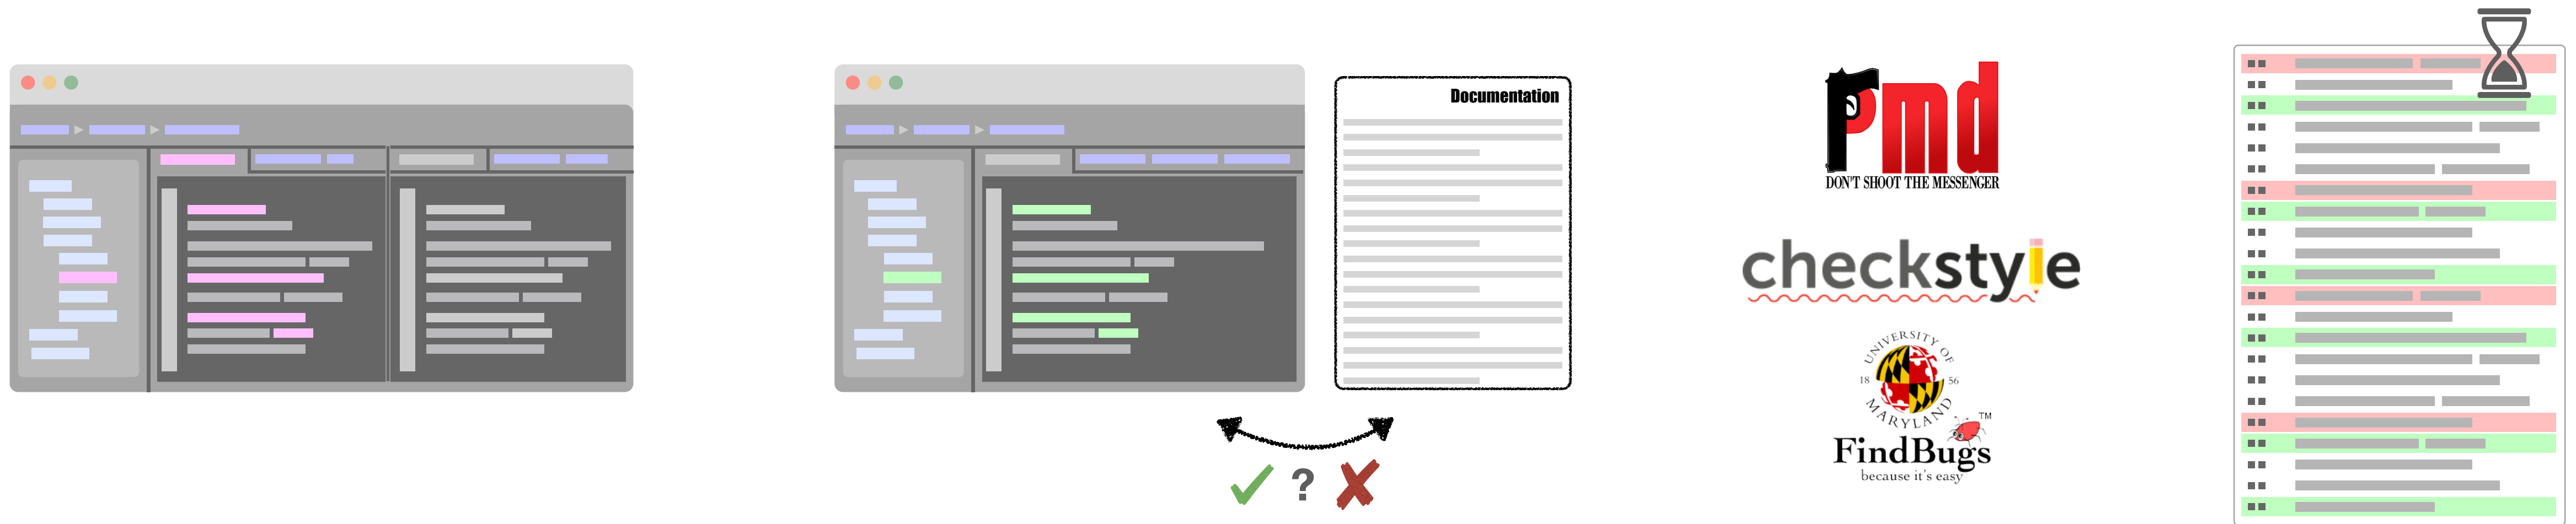 Documentation
?
pmd
DON'T SHOOT THE MESSENGER
checkstyle
UNIVERSITY OF
18 56
MARYLAND
TM
FindBugs
because it's easy